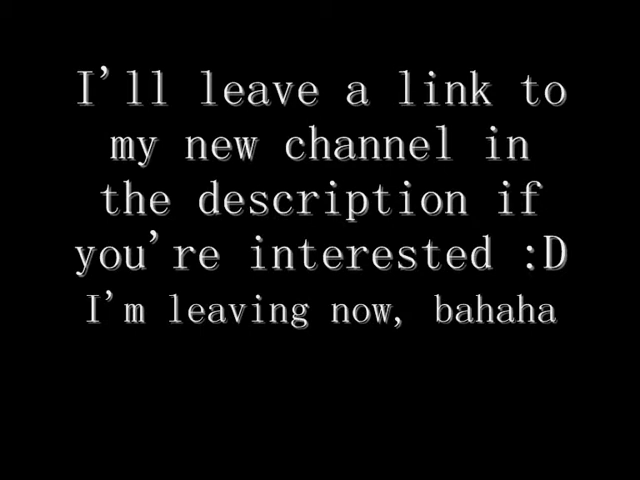 I'll leave a link to
my new channel in
the description if
you're interested :D
I'm leaving now, bahaha